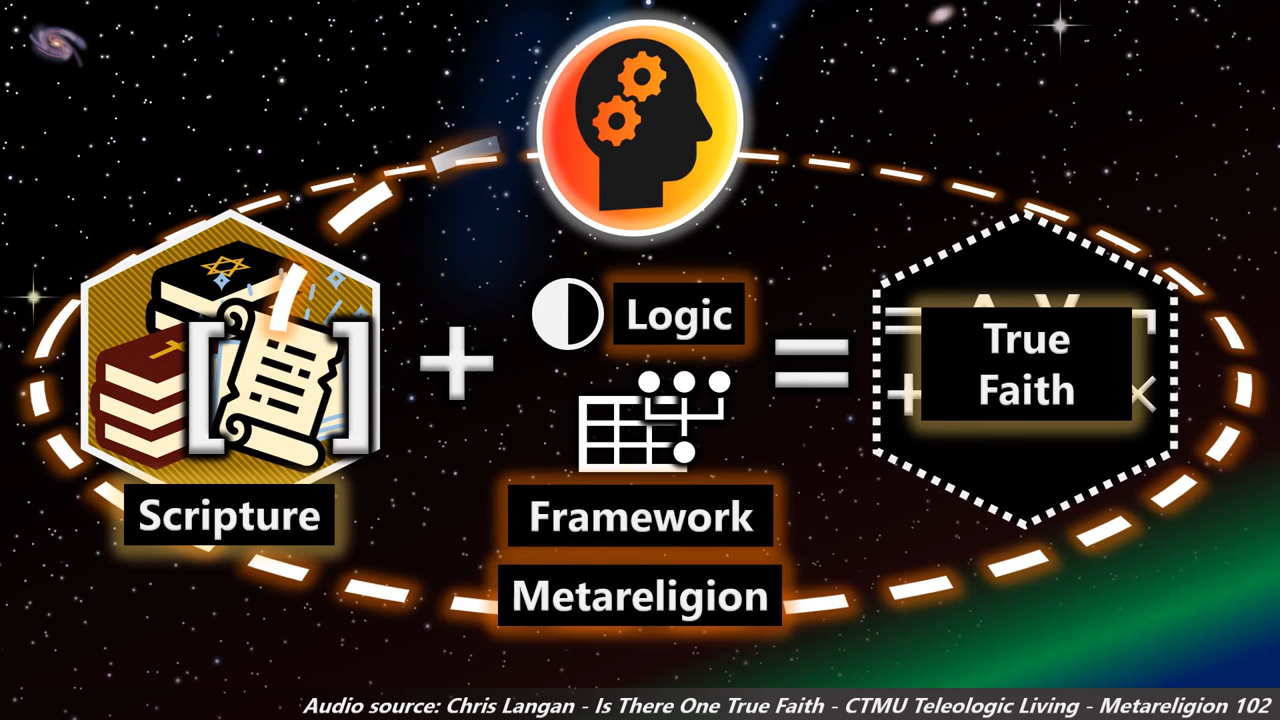 Logic
True
Faith
Scripture
Framework
Metareligion
Audio source: Chris Langan - Is There One True Faith - CTMU Teleologic Living - Metareligion 102